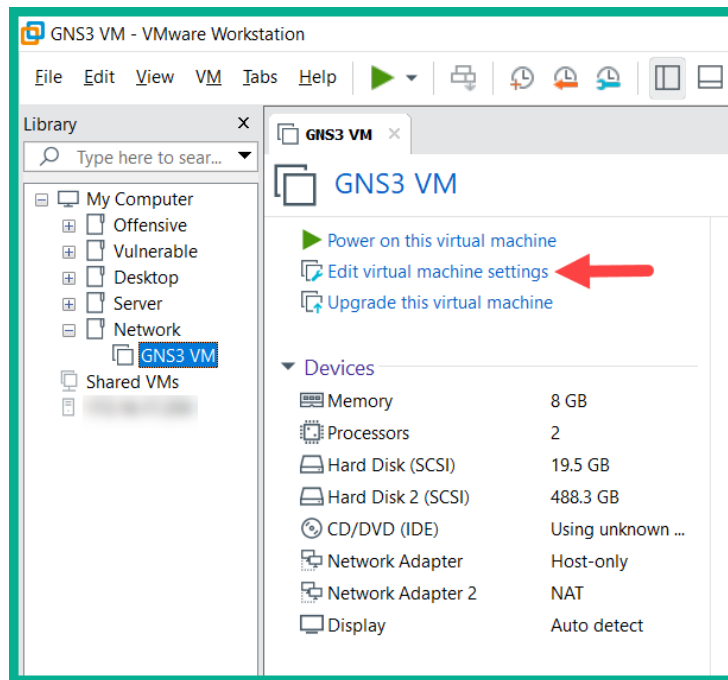 GNS3 VM - VMware Workstation
File Edit View VM Tabs Help
Library X
Type here to sear...
My Computer
Offensive
Vulnerable
Desktop
Server
Network
GNS3 VM
Shared VMs
GNS3 VM
GNS3 VM
Power on this virtual machine
Edit virtual machine settings
Upgrade this virtual machine
Devices
Memory 8 GB
Processors 2
Hard Disk (SCSI) 19.5 GB
Hard Disk 2 (SCSI) 488.3 GB
CD/DVD (IDE) Using unknown ...
Network Adapter Host-only
Network Adapter 2 NAT
Display Auto detect